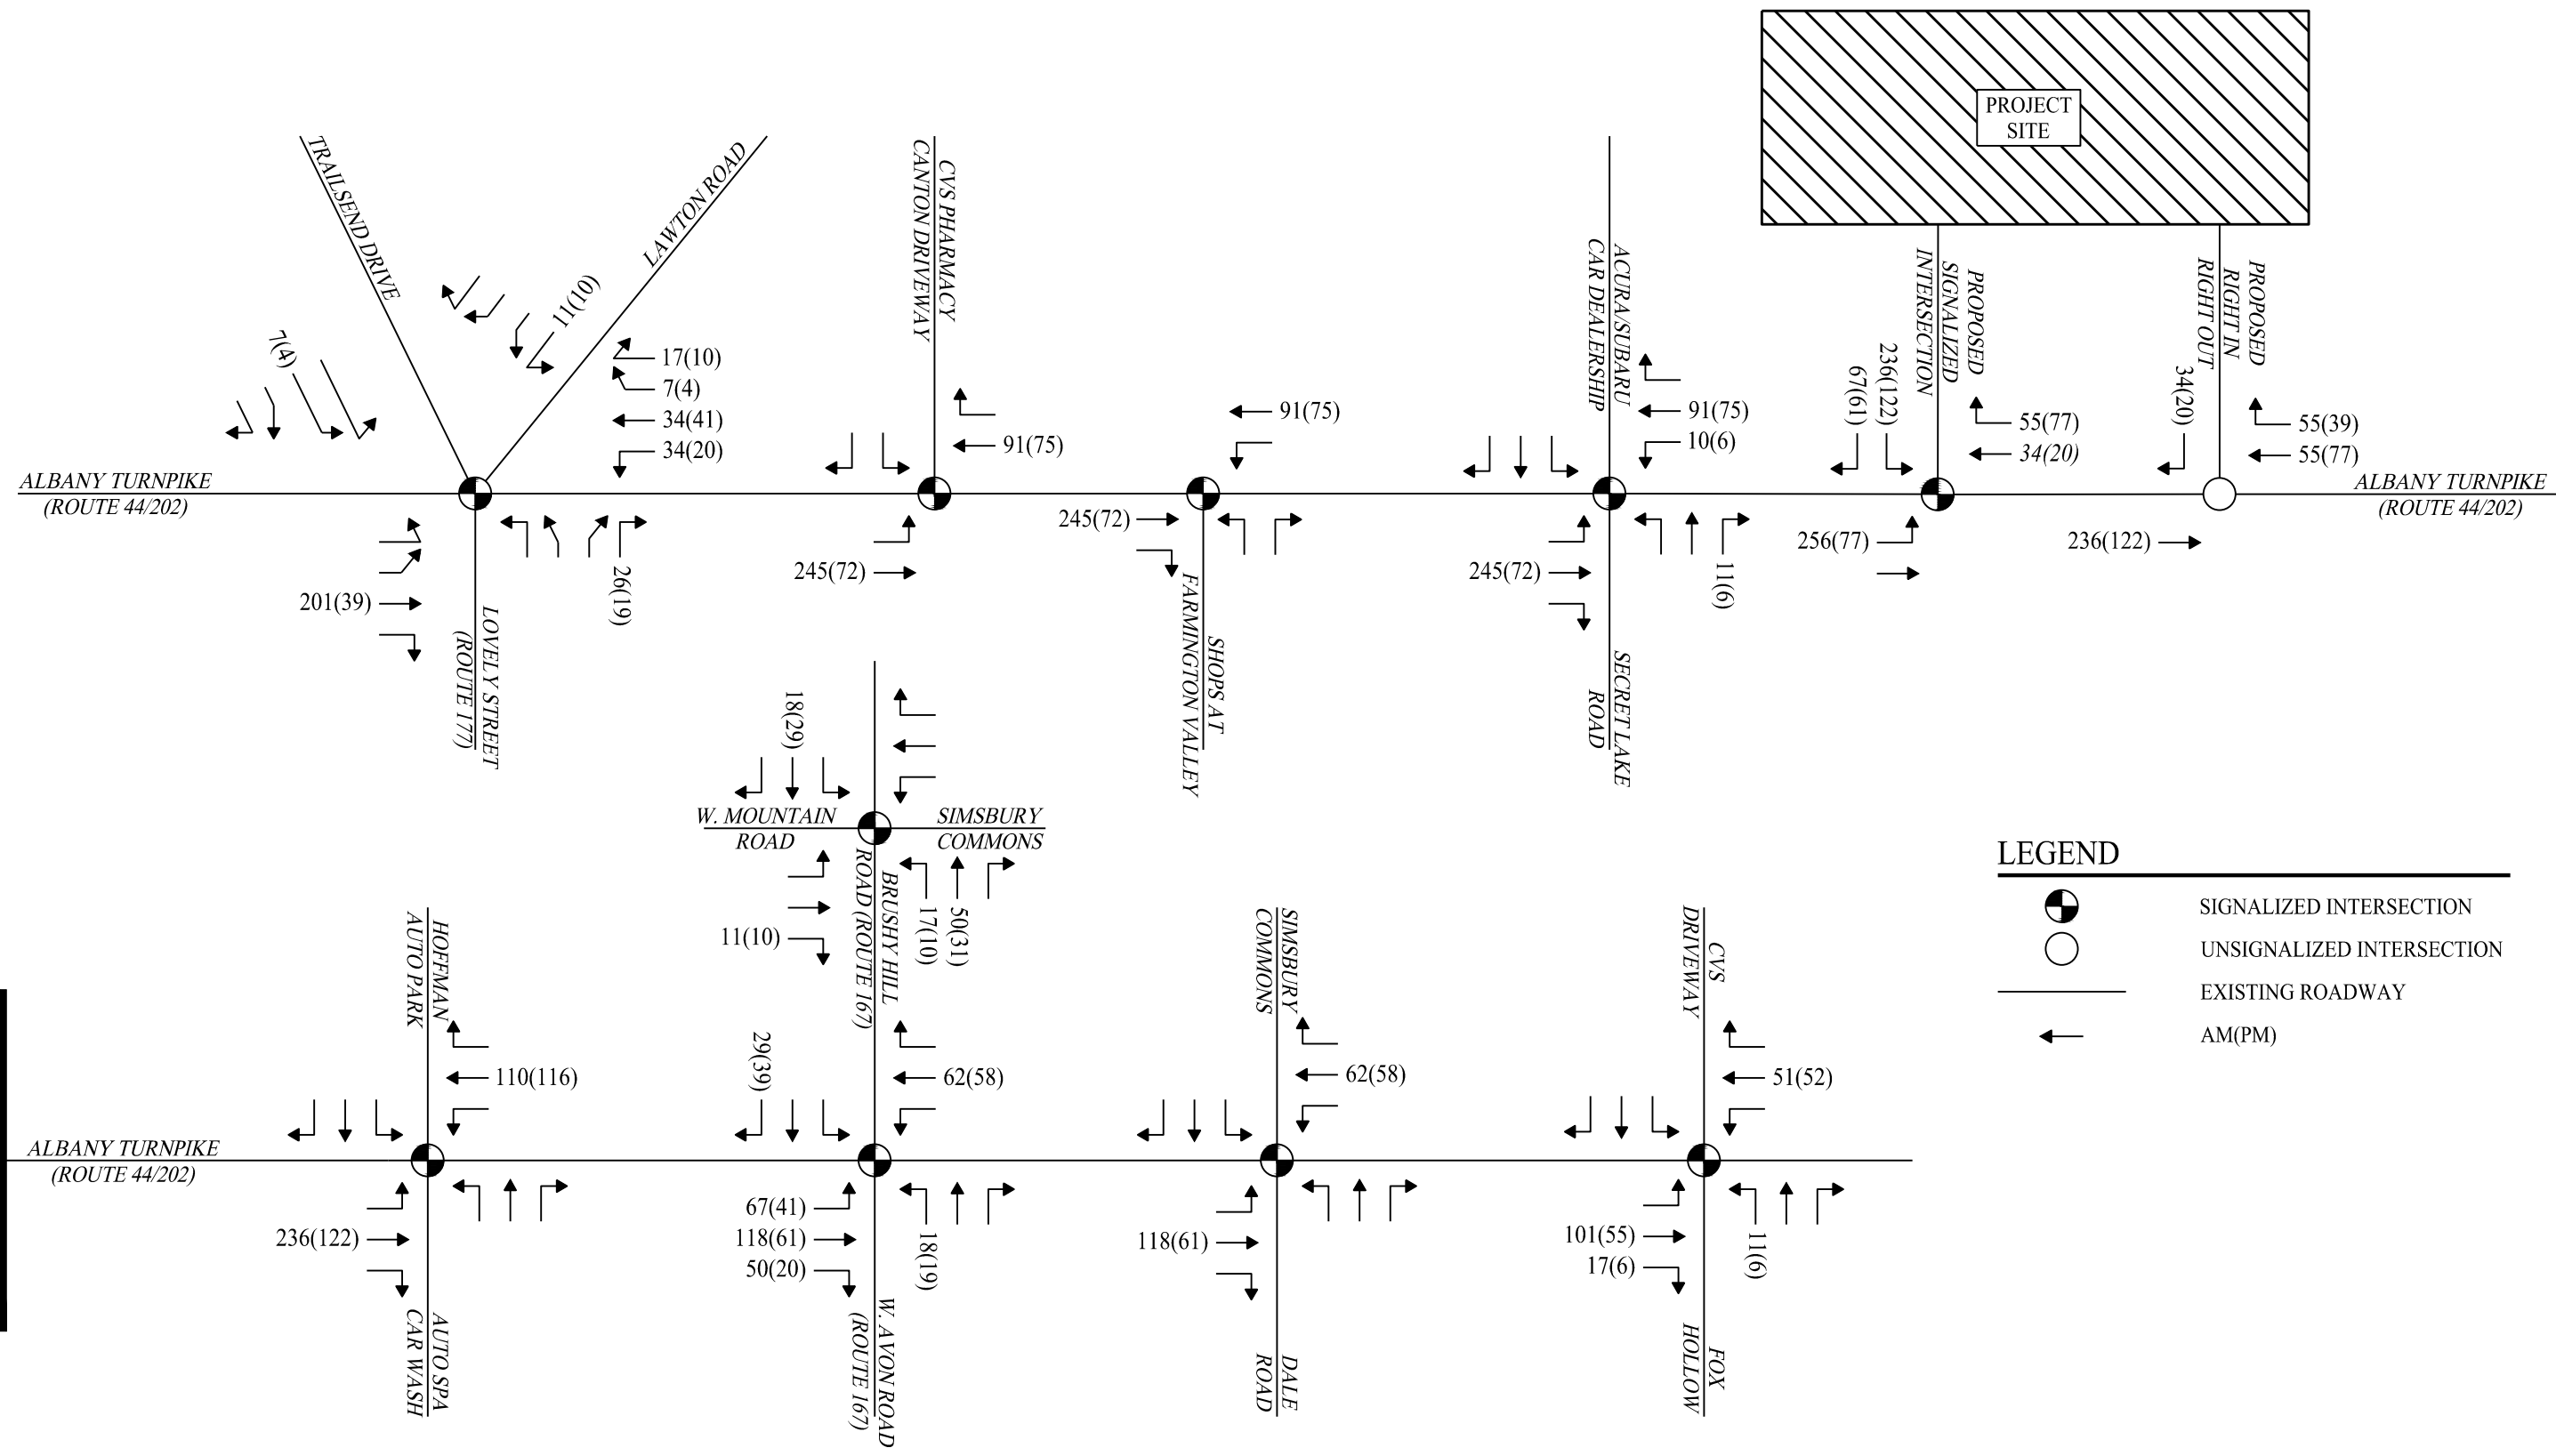 PROJECT
SITE
TRAILSEND DRIVE
LAWTON ROAD
7(4)
11(10)
17(10)
7(4)
34(41)
34(20)
ALBANY TURNPIKE
(ROUTE 44/202)
201(39)
26(19)
LOVELY STREET
(ROUTE 177)
CVS PHARMACY
CANTON DRIVEWAY
91(75)
245(72)
91(75)
245(72)
SHOPS AT
FARMINGTON VALLEY
ACURA/SUBARU
CAR DEALERSHIP
91(75)
10(6)
245(72)
11(6)
SECRET LAKE
ROAD
PROPOSED
SIGNALIZED
INTERSECTION
236(122)
67(61)
55(77)
34(20)
256(77)
PROPOSED
RIGHT IN
RIGHT OUT
34(20)
55(39)
55(77)
236(122)
ALBANY TURNPIKE
(ROUTE 44/202)
18(29)
W. MOUNTAIN
ROAD
SIMSBURY
COMMONS
11(10)
17(10)
50(31)
BRUSHY HILL
ROAD (ROUTE 167)
HOFFMAN
AUTO PARK
110(116)
ALBANY TURNPIKE
(ROUTE 44/202)
236(122)
AUTO SPA
CAR WASH
29(39)
62(58)
67(41)
118(61)
50(20)
18(19)
W. AVON ROAD
(ROUTE 167)
SIMSBURY
COMMONS
62(58)
118(61)
DALE
ROAD
CVS
DRIVEWAY
51(52)
101(55)
17(6)
11(6)
FOX
HOLLOW
LEGEND
SIGNALIZED INTERSECTION
UNSIGNALIZED INTERSECTION
EXISTING ROADWAY
AM(PM)